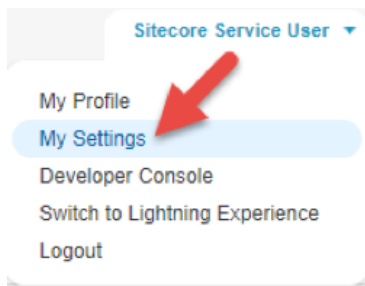 Sitecore Service User
My Profile
My Settings
Developer Console
Switch to Lightning Experience
Logout